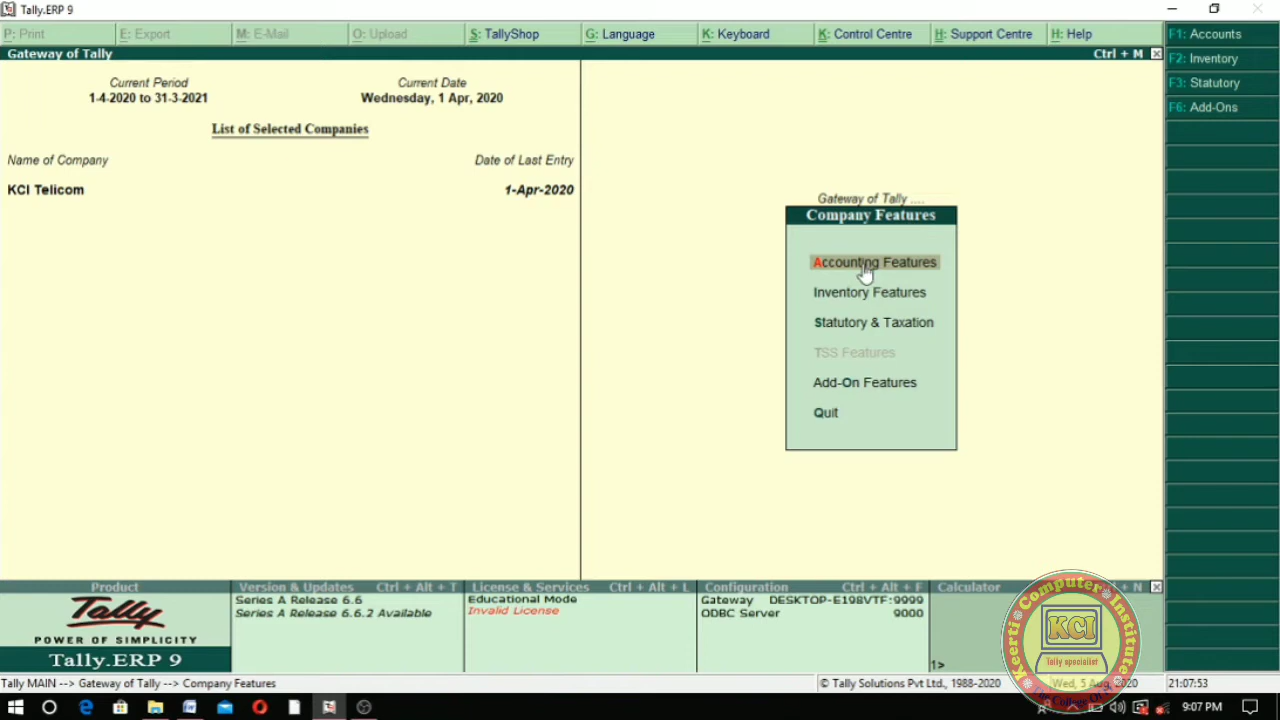 Tally.ERP 9
P: Print
E: Export
M: E-Mail
O: Upload
S: TallyShop
G: Language
K: Keyboard
K: Control Centre
H: Support Centre
H: Help
F1: Accounts
F2: Inventory
F3: Statutory
F6: Add-Ons
Gateway of Tally
Ctrl + M
Current Period
1-4-2020 to 31-3-2021
Current Date
Wednesday, 1 Apr, 2020
List of Selected Companies
Name of Company
Date of Last Entry
KCI Telicom
1-Apr-2020
Gateway of Tally ....
Company Features
Accounting Features
Inventory Features
Statutory & Taxation
TSS Features
Add-On Features
Quit
Product
Tally
POWER OF SIMPLICITY
Tally.ERP 9
Version & Updates Ctrl + Alt + T
Series A Release 6.6
Series A Release 6.6.2 Available
License & Services Ctrl + Alt + L
Educational Mode
Invalid License
Configuration Ctrl + Alt + F
Gateway DESKTOP-E198VTF:9999
ODBC Server 9000
Calculator
+ N
1>
Keerti Computer Institute
KCI
Tally specialist
Tally MAIN --> Gateway of Tally --> Company Features
© Tally Solutions Pvt Ltd., 1988-2020
Wed, 5 Aug, 2020
21:07:53
9:07 PM